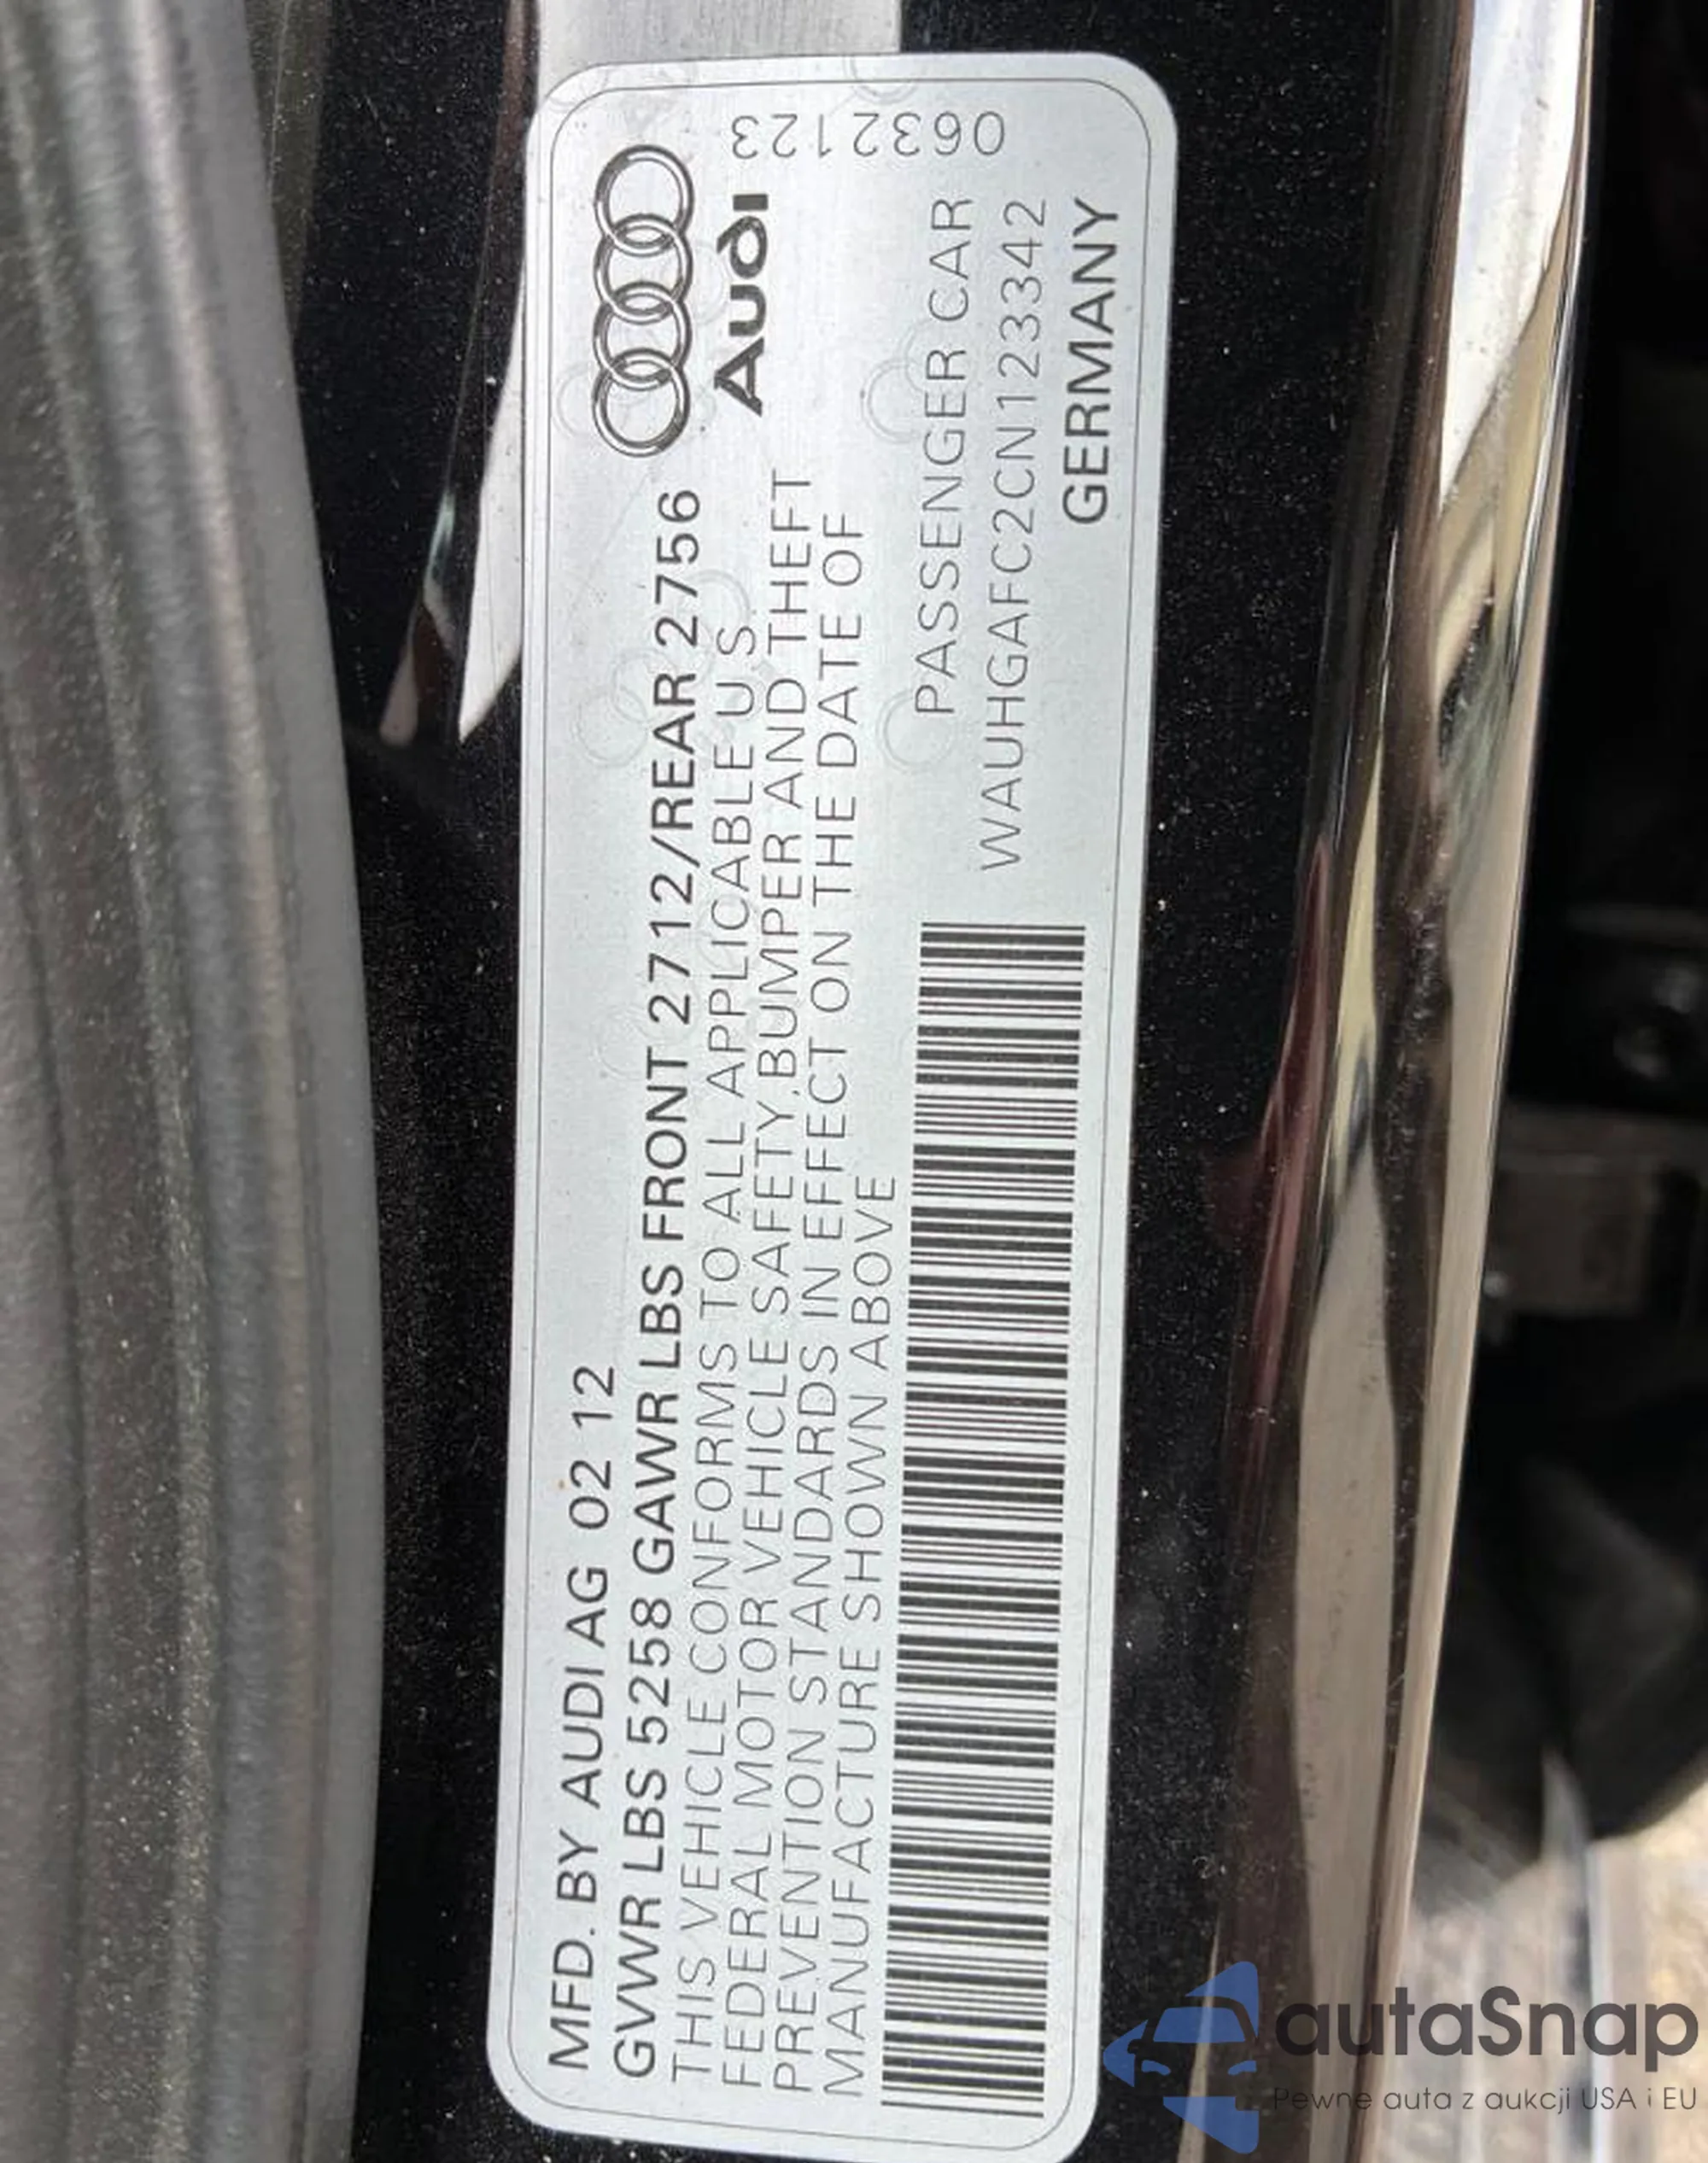 MFD. BY AUDI AG 02 12
GVWR LBS 5258 GAWR LBS FRONT 2712/REAR 2756
THIS VEHICLE CONFORMS TO ALL APPLICABLE U.S.
FEDERAL MOTOR VEHICLE SAFETY,BUMPER AND THEFT
PREVENTION STANDARDS IN EFFECT ON THE DATE OF
MANUFACTURE SHOWN ABOVE
Audi
0632123
PASSENGER CAR
WAUHGAFC2CN123342
GERMANY
autaSnap
Pewne auta z aukcji USA i EU